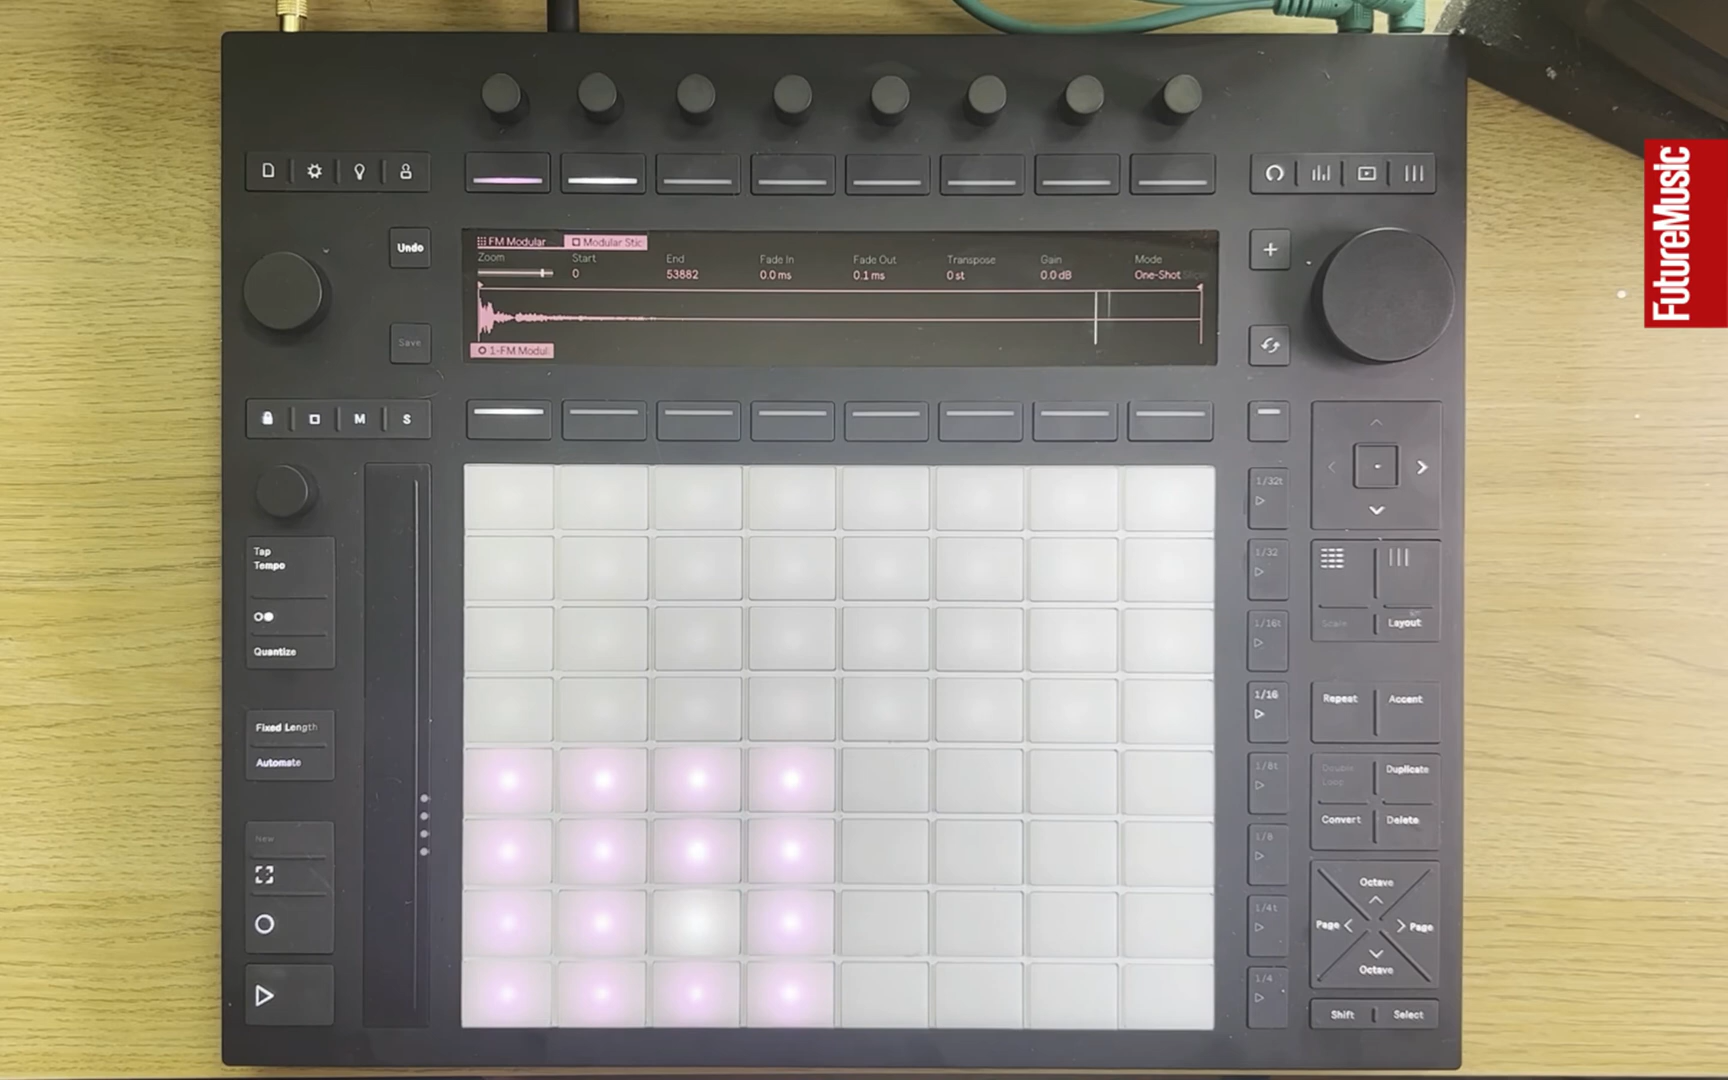 FutureMusic
Undo
FM Modular
Modular Stic
Zoom
Start
End
Fade In
Fade Out
Transpose
Gain
Mode
0
53882
0.0 ms
0.1 ms
0 st
0.0 dB
One-Shot
Save
1-FM Modul
M
S
1/32t
Tap
Tempo
1/32
Quantize
1/16t
Scale
Layout
1/16
Repeat
Accent
Fixed Length
Automate
1/8t
Double
Loop
Duplicate
Convert
Delete
New
1/8
1/4t
Octave
Page
Page
Octave
1/4
Shift
Select